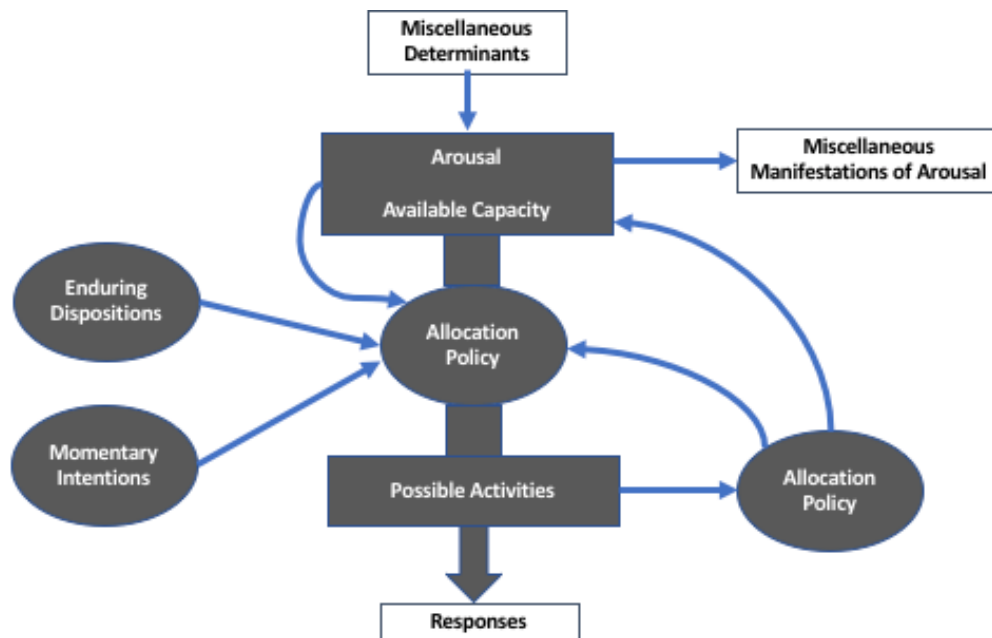 Miscellaneous
Determinants
Arousal
Available Capacity
Miscellaneous
Manifestations of Arousal
Enduring
Dispositions
Allocation
Policy
Momentary
Intentions
Possible Activities
Allocation
Policy
Responses